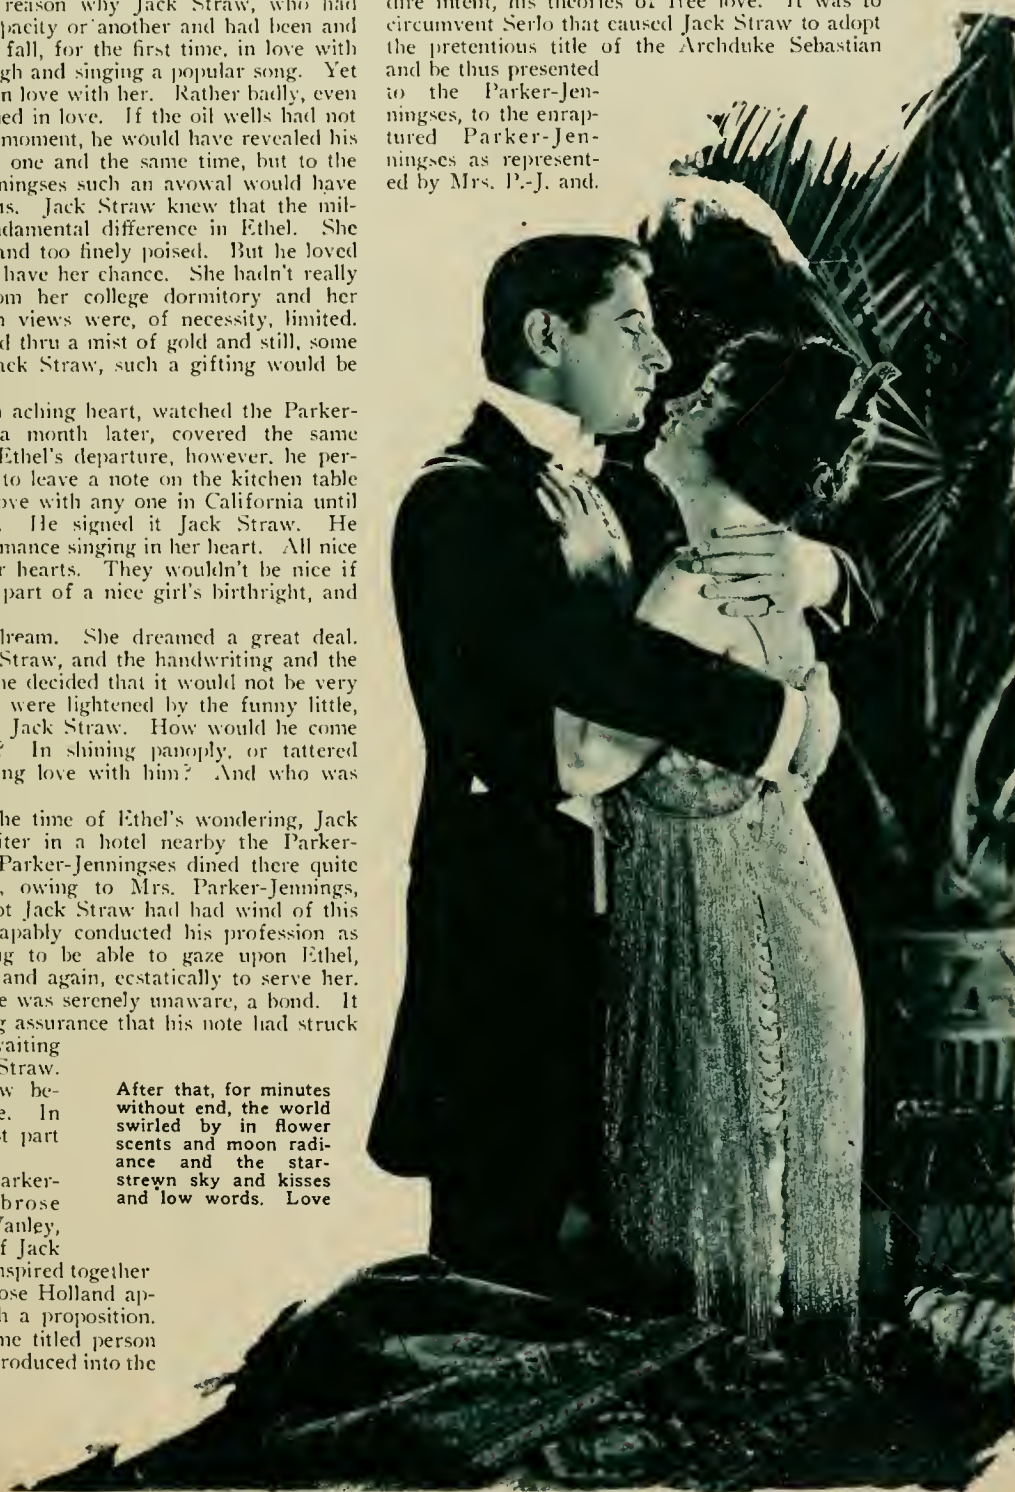 reason why Jack Straw, who had
pacity or another and had been and
fall, for the first time, in love with
gh and singing a popular song. Yet
n love with her. Rather badly, even
ed in love. If the oil wells had not
moment, he would have revealed his
one and the same time, but to the
ningses such an avowal would have
is. Jack Straw knew that the mil-
damental difference in Ethel. She
and too finely poised. But he loved
have her chance. She hadn't really
om her college dormitory and her
n views were, of necessity, limited.
d thru a mist of gold and still, some
ack Straw, such a gifting would be
aching heart, watched the Parker-
a month later, covered the same
Ethel's departure, however, he per-
to leave a note on the kitchen table
ove with any one in California until
. He signed it Jack Straw. He
mance singing in her heart. All nice
r hearts. They wouldn't be nice if
part of a nice girl's birthright, and
dream. She dreamed a great deal.
Straw, and the handwriting and the
he decided that it would not be very
were lightened by the funny little,
Jack Straw. How would he come
? In shining panoply, or tattered
ng love with him? And who was
he time of Ethel's wondering, Jack
iter in a hotel nearby the Parker-
Parker-Jenningses dined there quite
, owing to Mrs. Parker-Jennings,
ot Jack Straw had had wind of this
apably conducted his profession as
g to be able to gaze upon Ethel,
and again, ecstatically to serve her.
e was serenely unaware, a bond. It
g assurance that his note had struck
aiting
Straw.
w be-
e. In
t part
arker-
brose
anley,
f Jack
nspired together
ose Holland ap-
h a proposition.
me titled person
roduced into the
dire intent, his theories of free love. It was to
circumvent Serlo that caused Jack Straw to adopt
the pretentious title of the Archduke Sebastian
and be thus presented
to the Parker-Jen-
ningses, to the enrap-
tured Parker-Jen-
ningses as represent-
ed by Mrs. P.-J. and.
After that, for minutes
without end, the world
swirled by in flower
scents and moon radi-
ance and the star-
strewn sky and kisses
and low words. Love